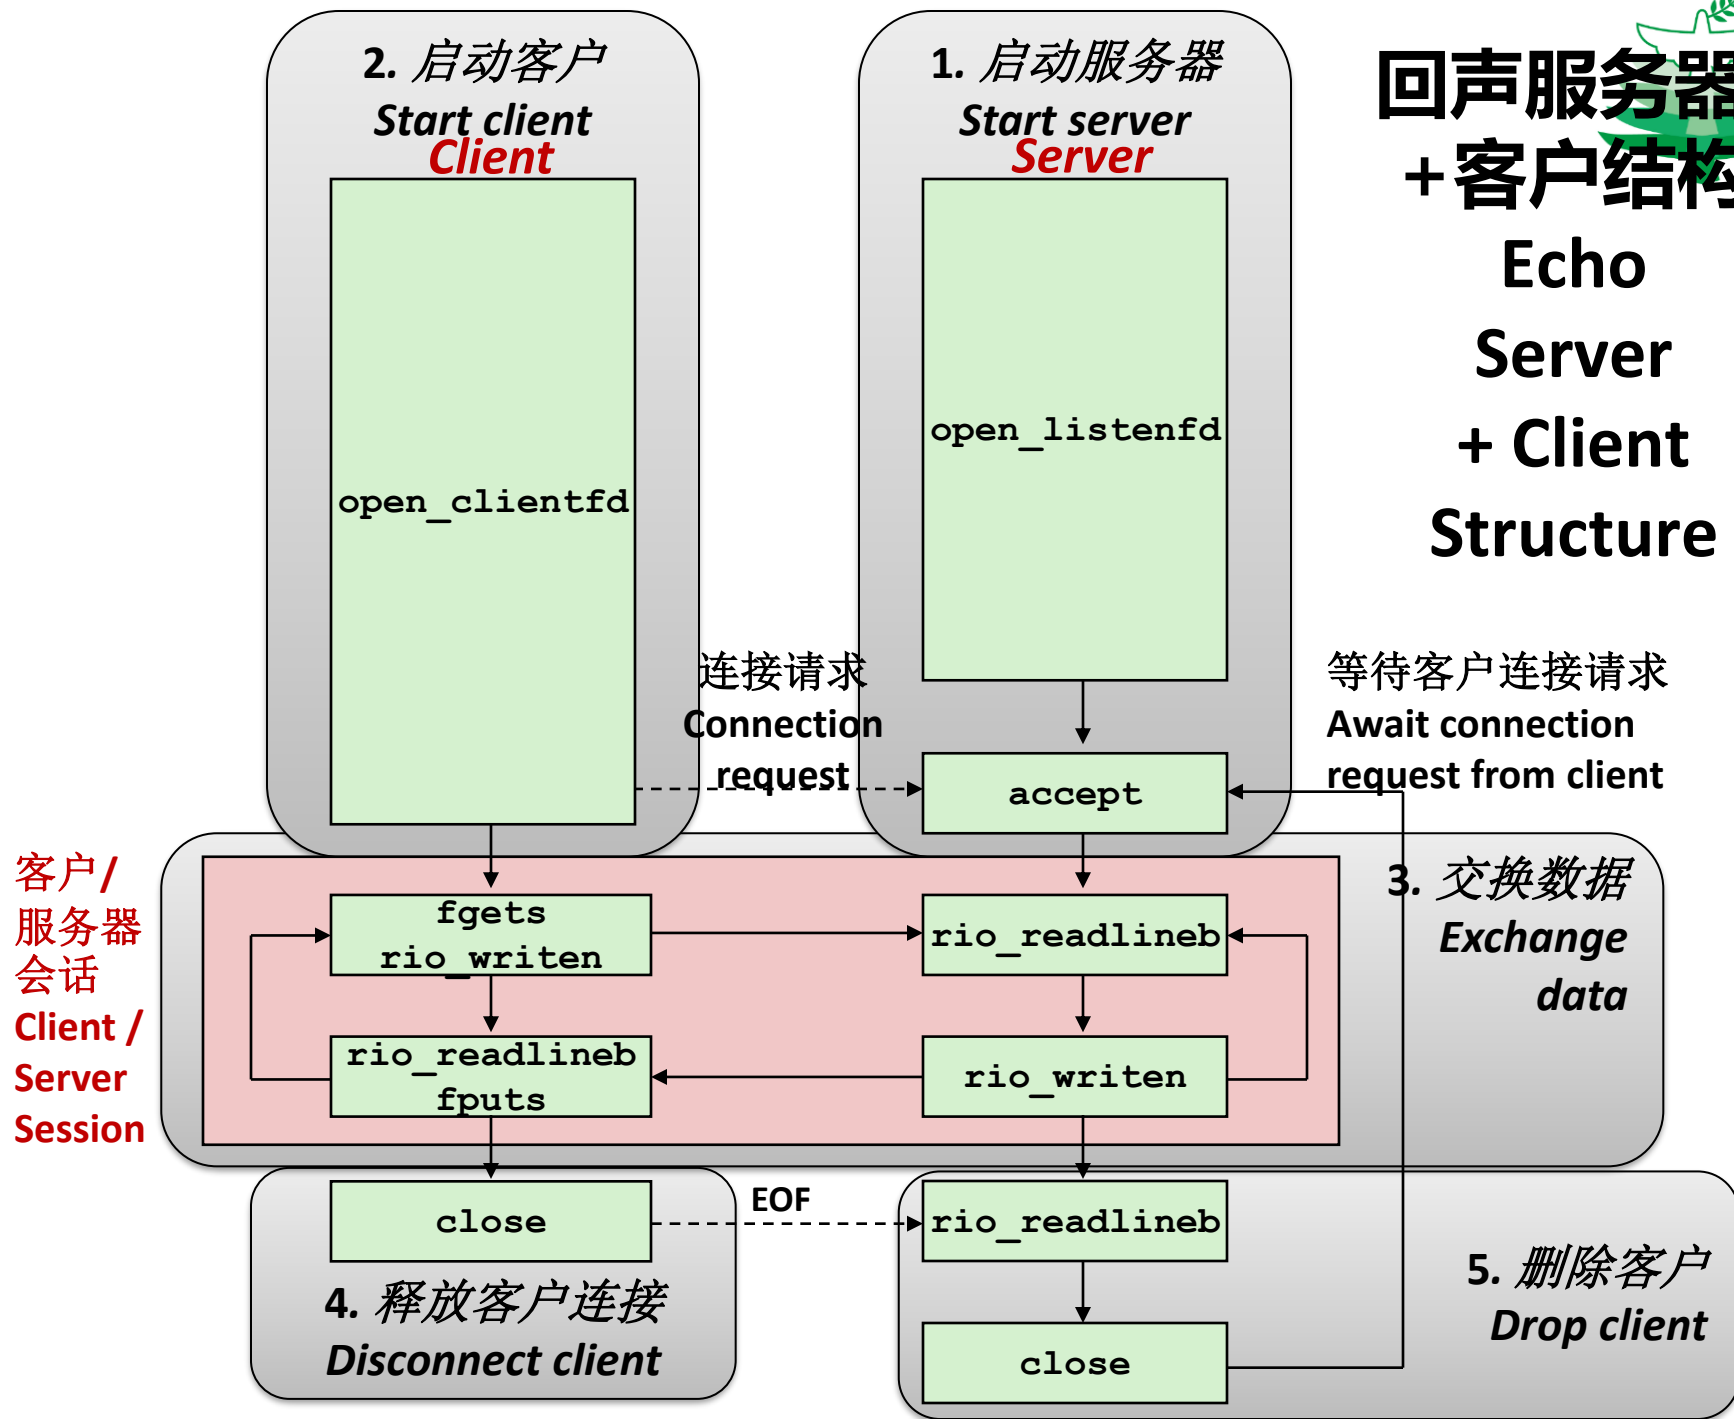 2. 启动客户
Start client
Client
1. 启动服务器
Start server
Server
回声服务器
+客户结构
Echo
Server
+ Client
Structure
open_clientfd
open_listenfd
连接请求
Connection
request
等待客户连接请求
Await connection
request from client
accept
客户/
服务器
会话
Client /
Server
Session
fgets
rio_writen
rio_readlineb
3. 交换数据
Exchange
data
rio_readlineb
fputs
rio_writen
close
EOF
rio_readlineb
4. 释放客户连接
Disconnect client
close
5. 删除客户
Drop client